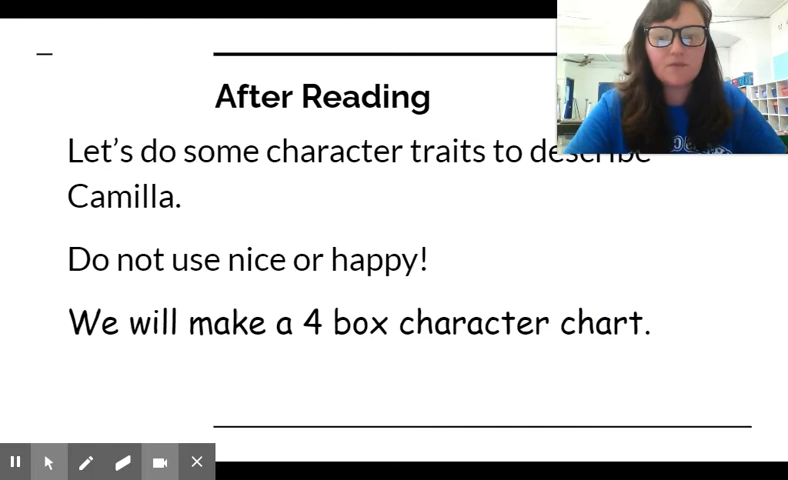 After Reading
Let's do some character traits to describe
Camilla.
Do not use nice or happy!
We will make a 4 box character chart.